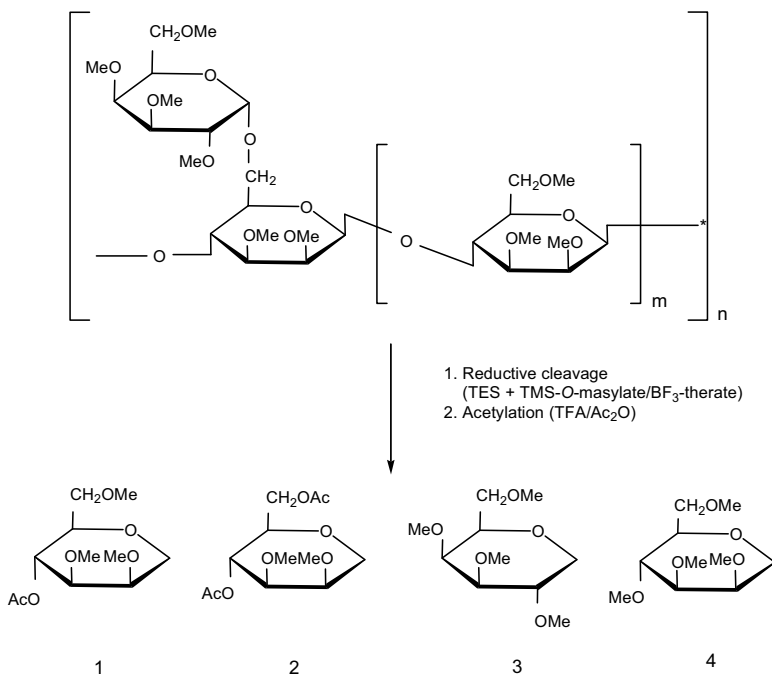 CH₂OMe
MeO
O
OMe
MeO
O
CH₂
CH₂OMe
O
O
OMe MeO
OMe MeO
O
O
*
m
n
1. Reductive cleavage
(TES + TMS-O-masylate/BF₃-therate)
2. Acetylation (TFA/Ac₂O)
CH₂OMe
O
OMe MeO
AcO
CH₂OAc
O
OMeMeO
AcO
CH₂OMe
MeO
O
OMe
OMe
CH₂OMe
O
OMe MeO
MeO
1
2
3
4